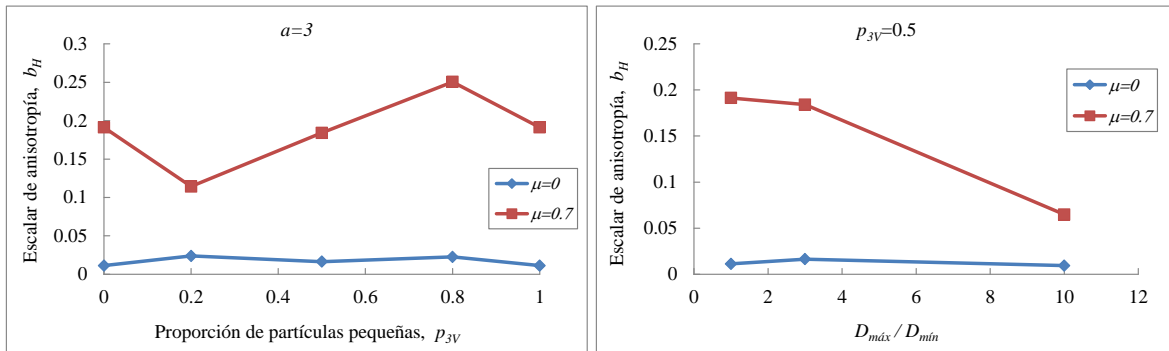 a=3
Escalar de anisotropía, b_H
0.3
0.25
0.2
0.15
0.1
0.05
0
μ=0
μ=0.7
0 0.2 0.4 0.6 0.8 1
Proporción de partículas pequeñas, p_3V
p_3V=0.5
Escalar de anisotropía, b_H
0.25
0.2
0.15
0.1
0.05
0
μ=0
μ=0.7
0 2 4 6 8 10 12
D_máx / D_mín